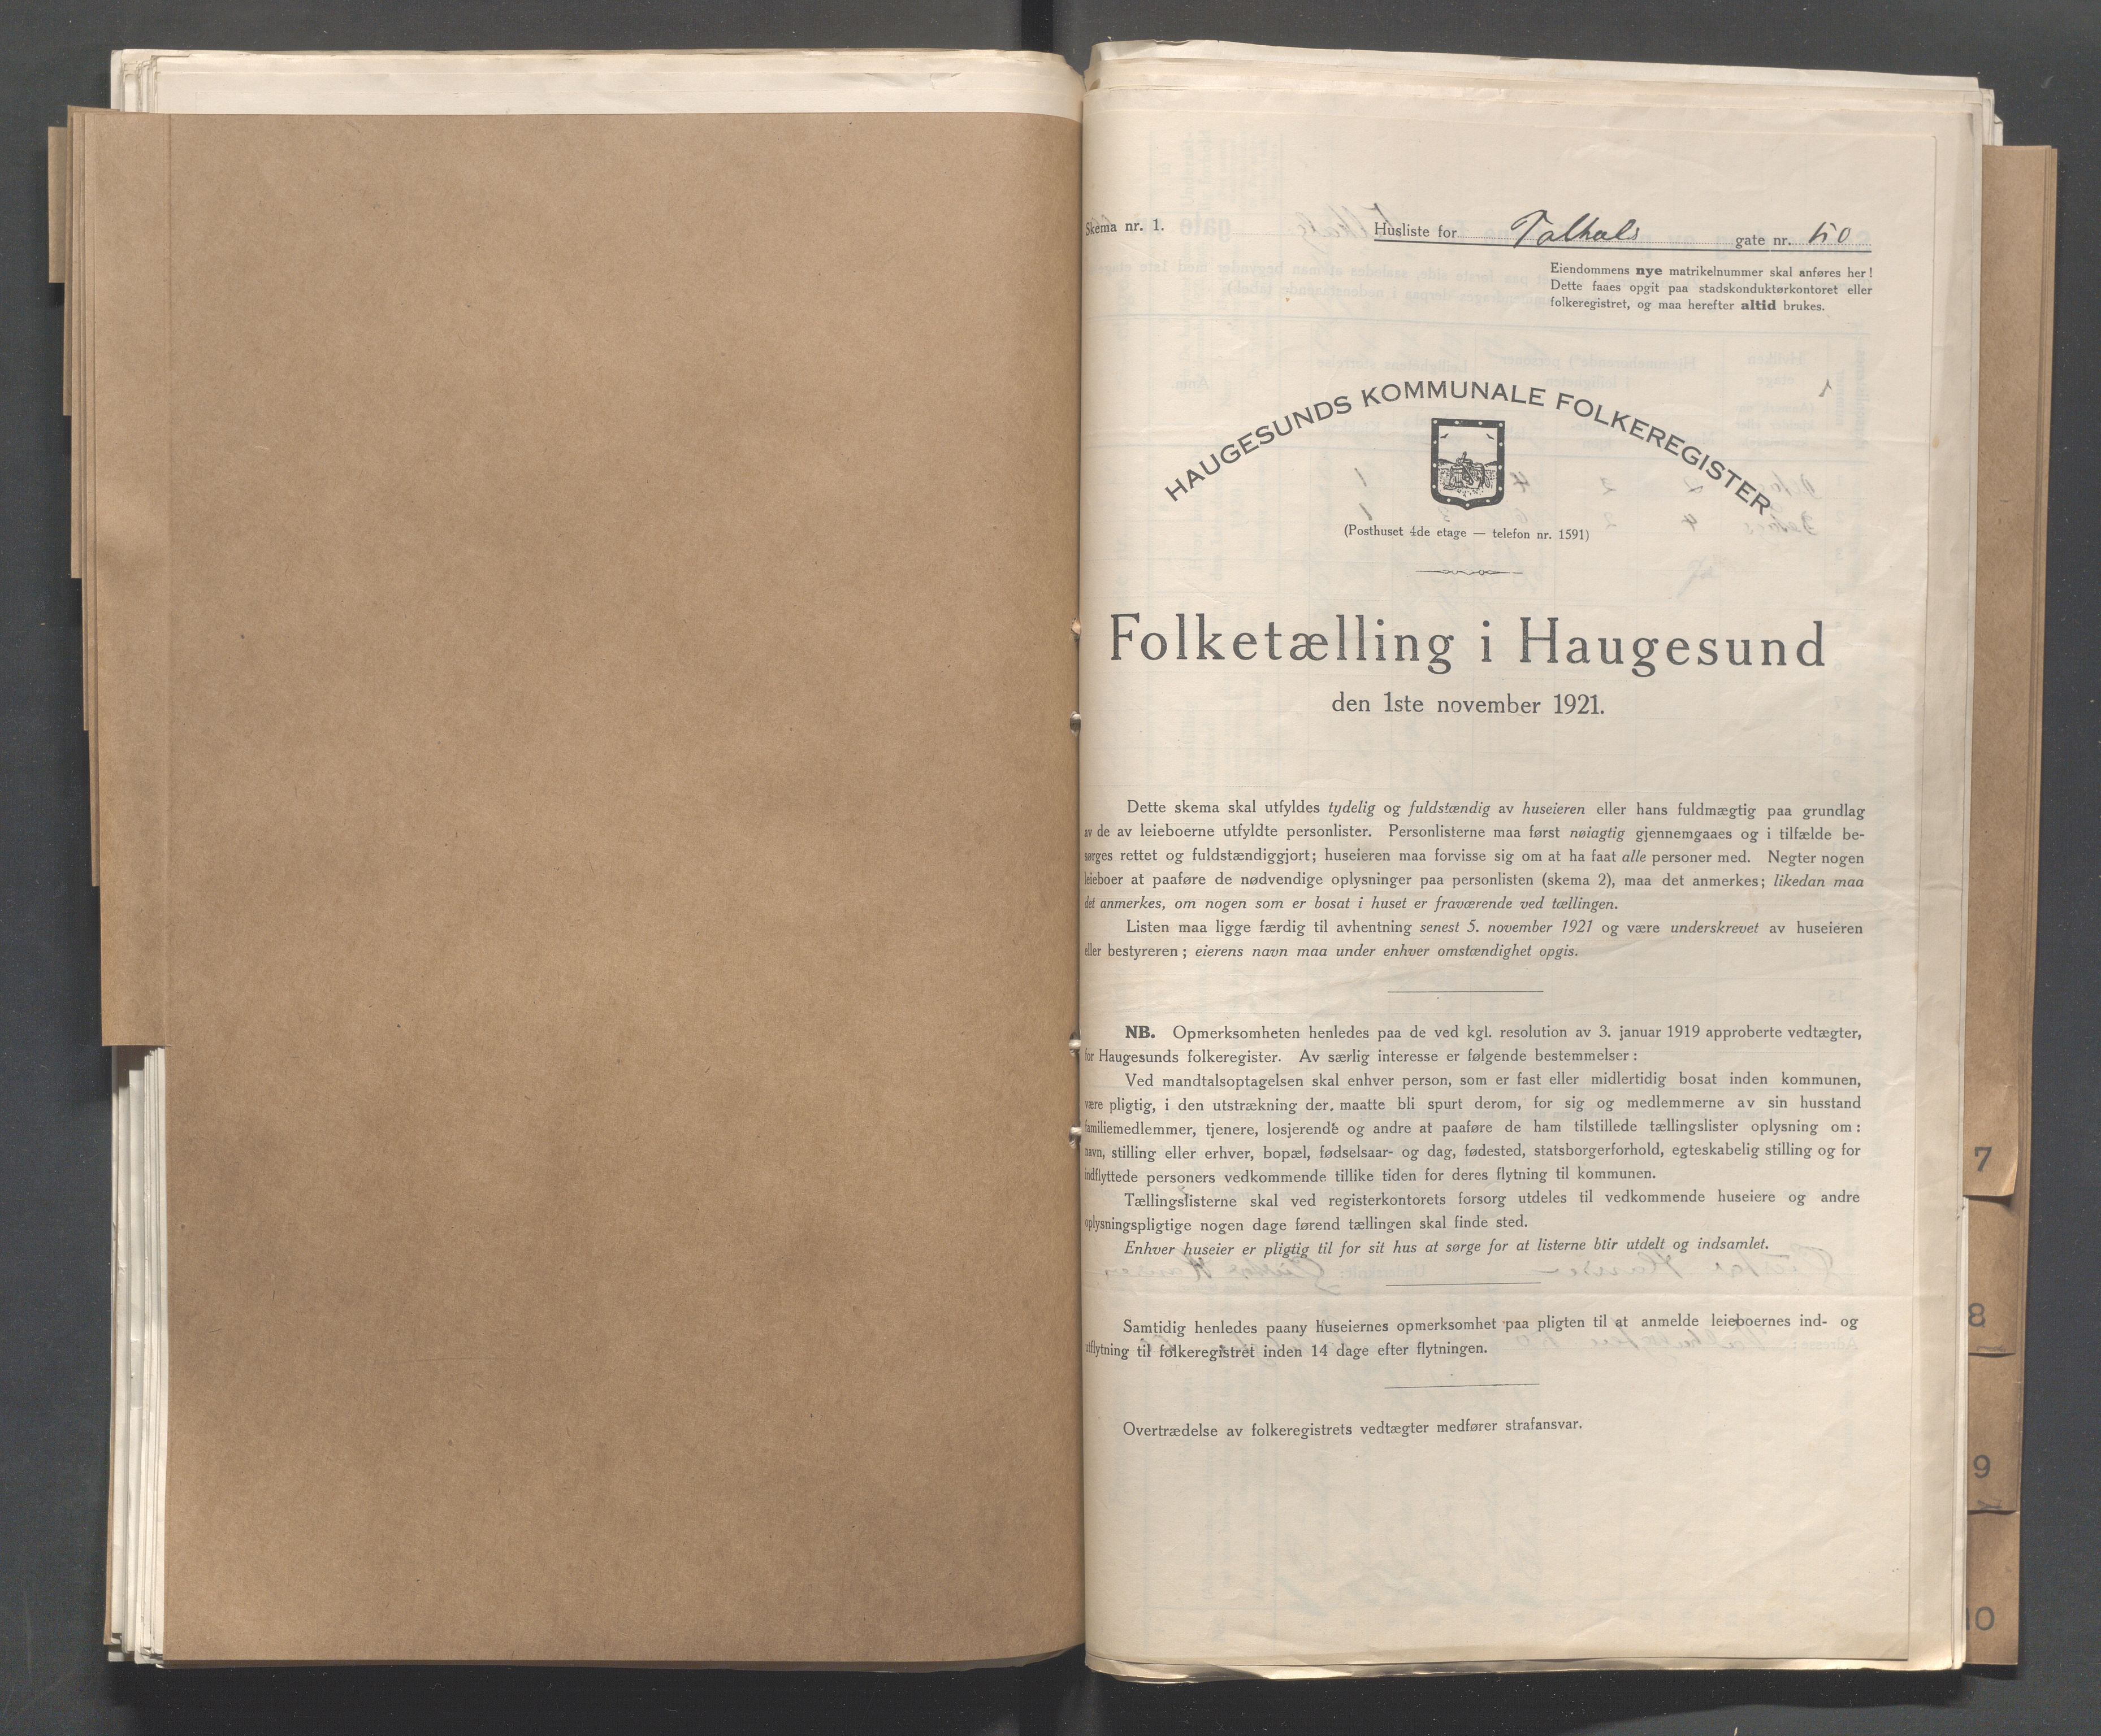 Skema nr. 1.
Husliste for Tolhals gate nr. 50
Eiendommens nye matrikelnummer skal anføres her!
Dette faaes opgit paa stadskonduktørkontoret eller
folkeregistret, og maa herefter altid brukes.
HAUGESUNDS KOMMUNALE FOLKEREGISTER
(Posthuset 4de etage — telefon nr. 1591)
Folketælling i Haugesund
den 1ste november 1921.
Dette skema skal utfyldes tydelig og fuldstændig av huseieren eller hans fuldmægtig paa grundlag
av de av leieboerne utfyldte personlister. Personlisterne maa først nøiagtig gjennemgaaes og i tilfælde be-
sørges rettet og fuldstændiggjort; huseieren maa forvisse sig om at ha faat alle personer med. Negter nogen
leieboer at paaføre de nødvendige oplysninger paa personlisten (skema 2), maa det anmerkes; likedan maa
det anmerkes, om nogen som er bosat i huset er fraværende ved tællingen.
Listen maa ligge færdig til avhentning senest 5. november 1921 og være underskrevet av huseieren
eller bestyreren; eierens navn maa under enhver omstændighet opgis.
NB. Opmerksomheten henledes paa de ved kgl. resolution av 3. januar 1919 approberte vedtægter,
for Haugesunds folkeregister. Av særlig interesse er følgende bestemmelser:
Ved mandtalsoptagelsen skal enhver person, som er fast eller midlertidig bosat inden kommunen,
være pligtig, i den utstrækning der. maatte bli spurt derom, for sig og medlemmerne av sin husstand
familiemedlemmer, tjenere, losjerende og andre at paaføre de ham tilstillede tællingslister oplysning om:
navn, stilling eller erhver, bopæl, fødselsaar- og dag, fødested, statsborgerforhold, egteskabelig stilling og for
indflyttede personers vedkommende tillike tiden for deres flytning til kommunen.
Tællingslisterne skal ved registerkontorets forsorg utdeles til vedkommende huseiere og andre
oplysningspligtige nogen dage førend tællingen skal finde sted.
Enhver huseier er pligtig til for sit hus at sørge for at listerne blir utdelt og indsamlet.
Samtidig henledes paany huseiernes opmerksomhet paa pligten til at anmelde leieboernes ind- og
utflytning til folkeregistret inden 14 dage efter flytningen.
Overtrædelse av folkeregistrets vedtægter medfører strafansvar.
7
8
9
10